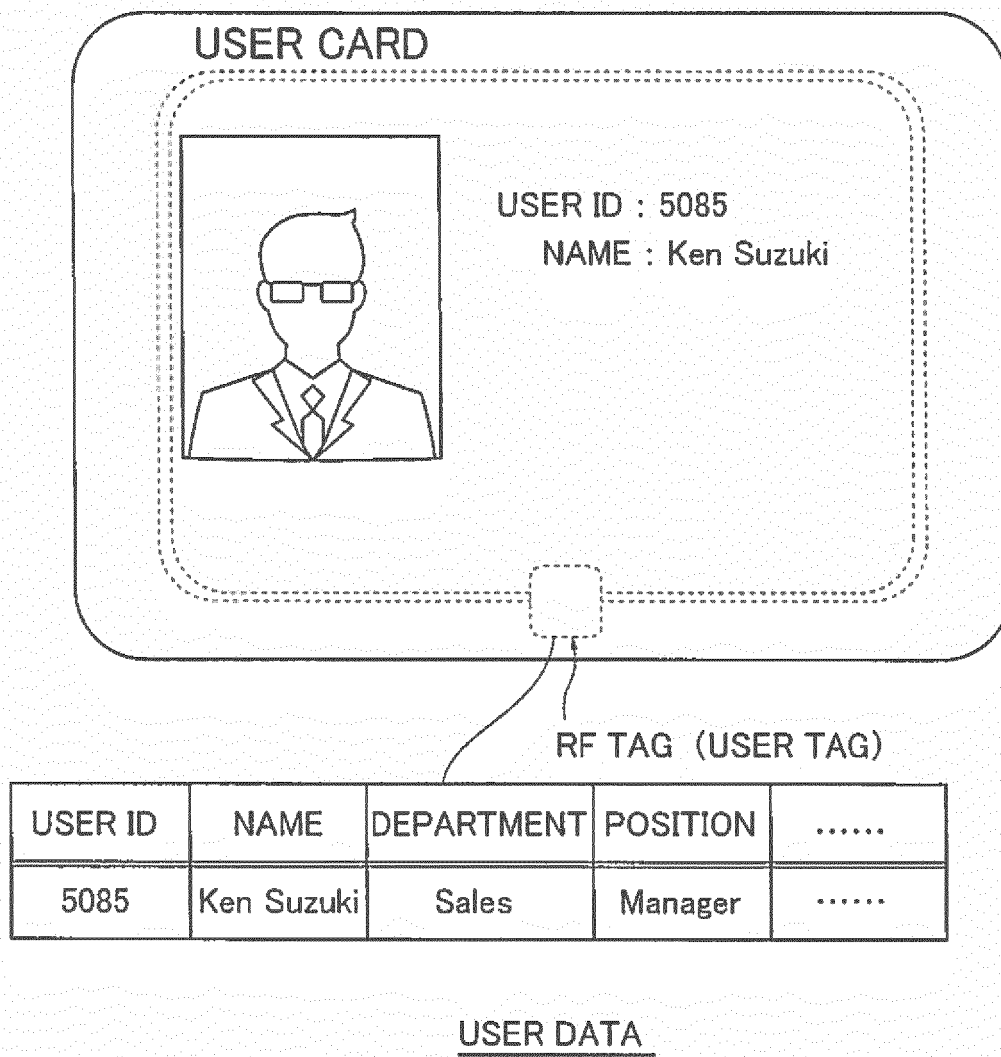 USER CARD
USER ID : 5085
NAME : Ken Suzuki
RF TAG (USER TAG)
USER ID NAME DEPARTMENT POSITION ......
5085 Ken Suzuki Sales Manager ......
USER DATA